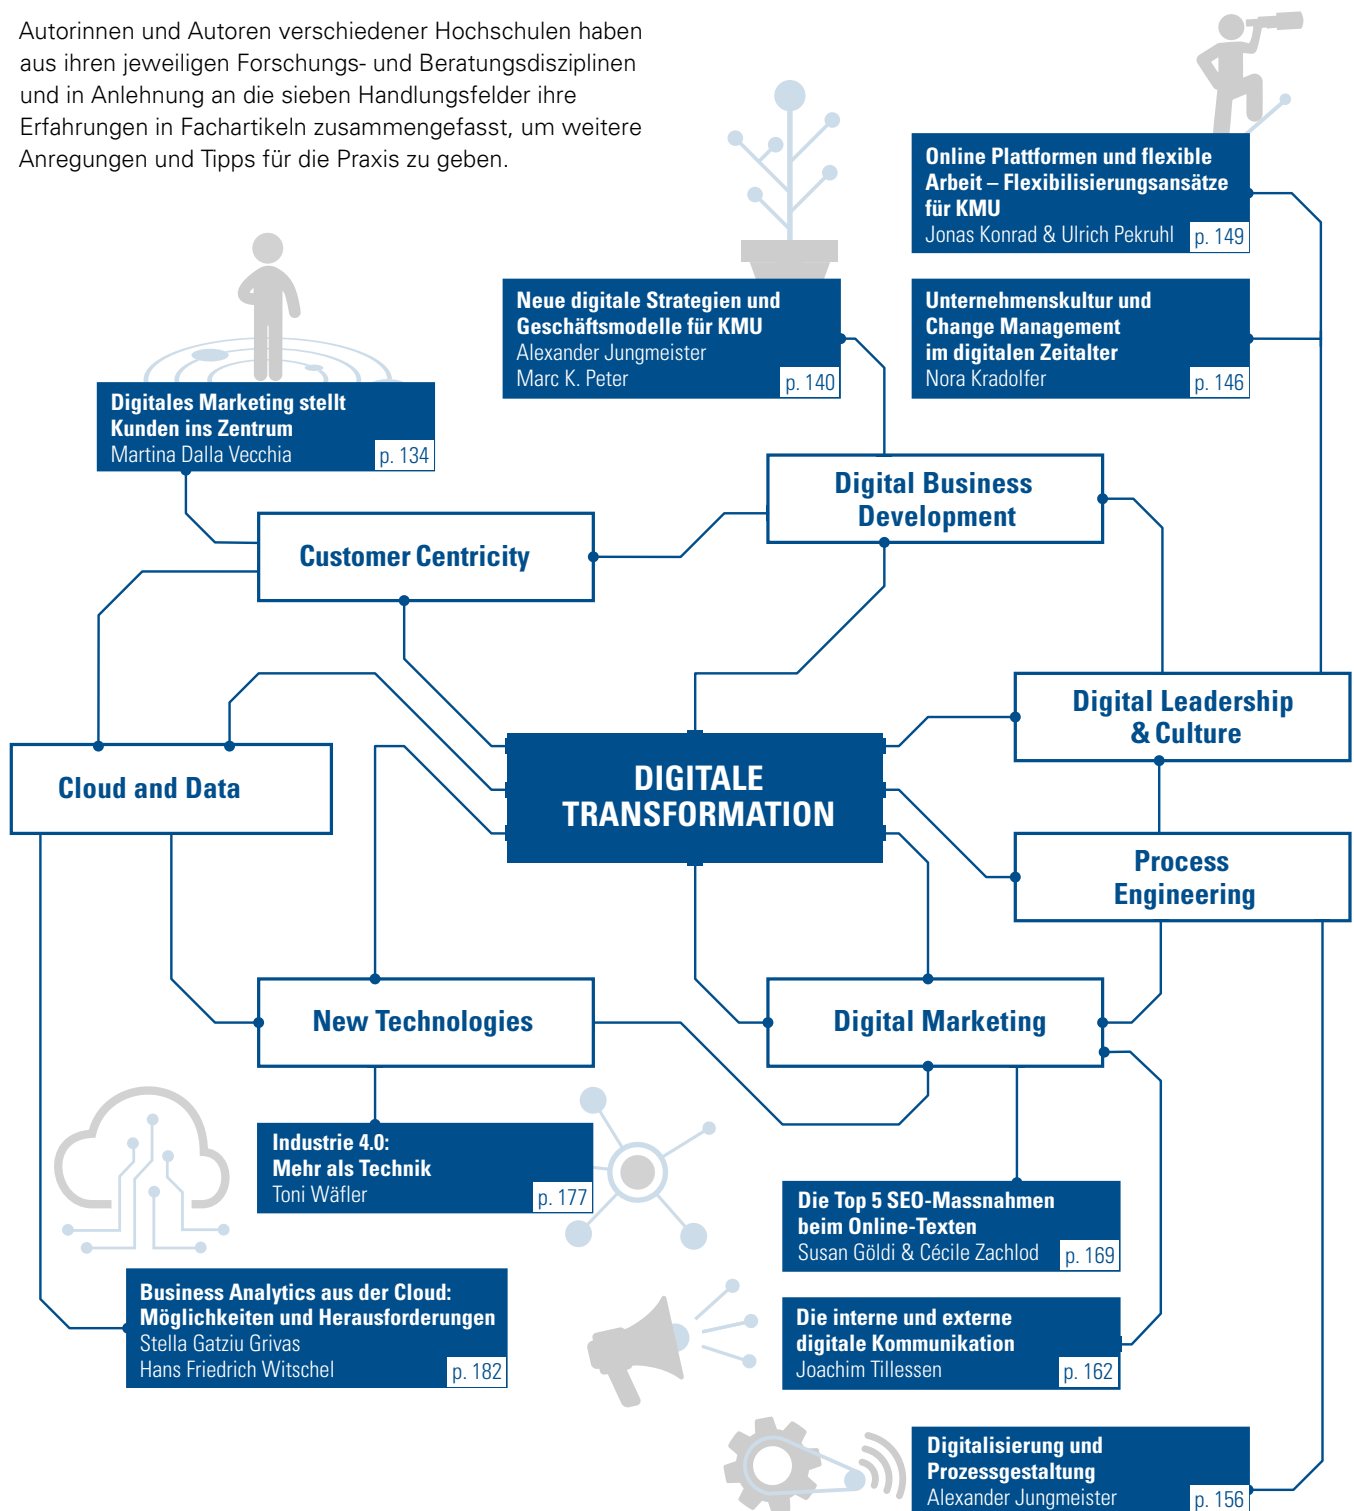 Autorinnen und Autoren verschiedener Hochschulen haben
aus ihren jeweiligen Forschungs- und Beratungsdisziplinen
und in Anlehnung an die sieben Handlungsfelder ihre
Erfahrungen in Fachartikeln zusammengefasst, um weitere
Anregungen und Tipps für die Praxis zu geben.
Online Plattformen und flexible
Arbeit – Flexibilisierungsansätze
für KMU
Jonas Konrad & Ulrich Pekruhl
p. 149
Neue digitale Strategien und
Geschäftsmodelle für KMU
Alexander Jungmeister
Marc K. Peter
p. 140
Unternehmenskultur und
Change Management
im digitalen Zeitalter
Nora Kradolfer
p. 146
Digitales Marketing stellt
Kunden ins Zentrum
Martina Dalla Vecchia
p. 134
Digital Business
Development
Customer Centricity
Digital Leadership
& Culture
Cloud and Data
DIGITALE
TRANSFORMATION
Process
Engineering
New Technologies
Digital Marketing
Industrie 4.0:
Mehr als Technik
Toni Wäfler
p. 177
Die Top 5 SEO-Massnahmen
beim Online-Texten
Susan Göldi & Cécile Zachlod
p. 169
Business Analytics aus der Cloud:
Möglichkeiten und Herausforderungen
Stella Gatziu Grivas
Hans Friedrich Witschel
p. 182
Die interne und externe
digitale Kommunikation
Joachim Tillessen
p. 162
Digitalisierung und
Prozessgestaltung
Alexander Jungmeister
p. 156